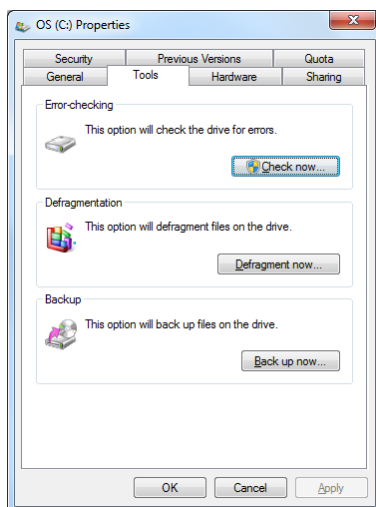 OS (C:) Properties
Security Previous Versions Quota
General Tools Hardware Sharing
Error-checking
This option will check the drive for errors.
Check now...
Defragmentation
This option will defragment files on the drive.
Defragment now...
Backup
This option will back up files on the drive.
Back up now...
OK Cancel Apply